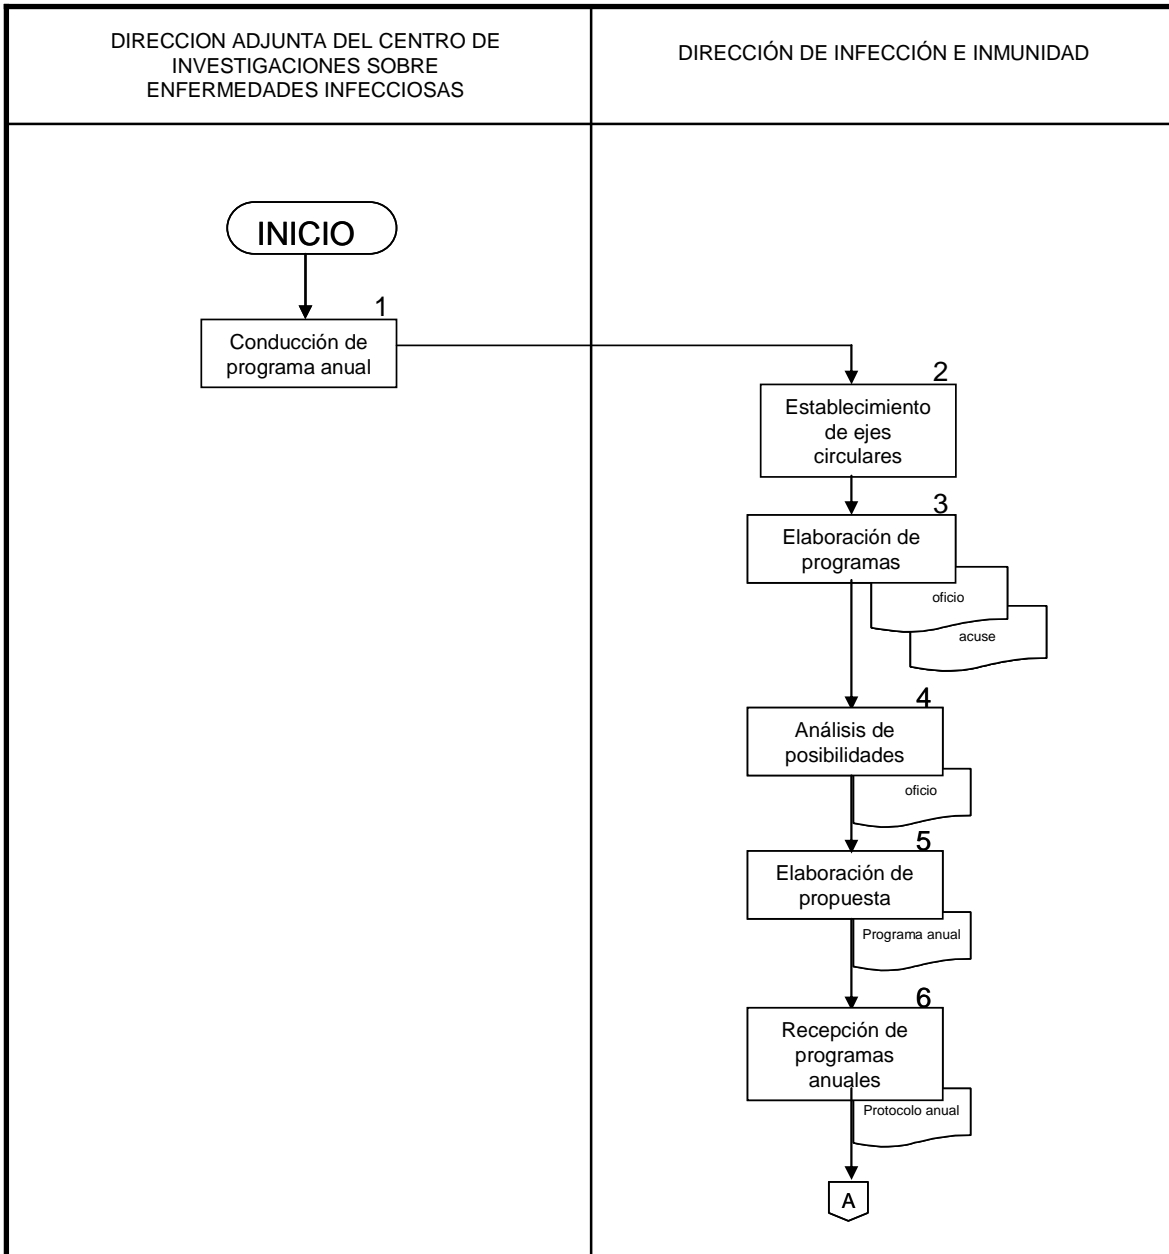 DIRECCION ADJUNTA DEL CENTRO DE
INVESTIGACIONES SOBRE
ENFERMEDADES INFECCIOSAS
DIRECCIÓN DE INFECCIÓN E INMUNIDAD
INICIO
1
Conducción de
programa anual
2
Establecimiento
de ejes
circulares
3
Elaboración de
programas
oficio
acuse
4
Análisis de
posibilidades
oficio
5
Elaboración de
propuesta
Programa anual
6
Recepción de
programas
anuales
Protocolo anual
A